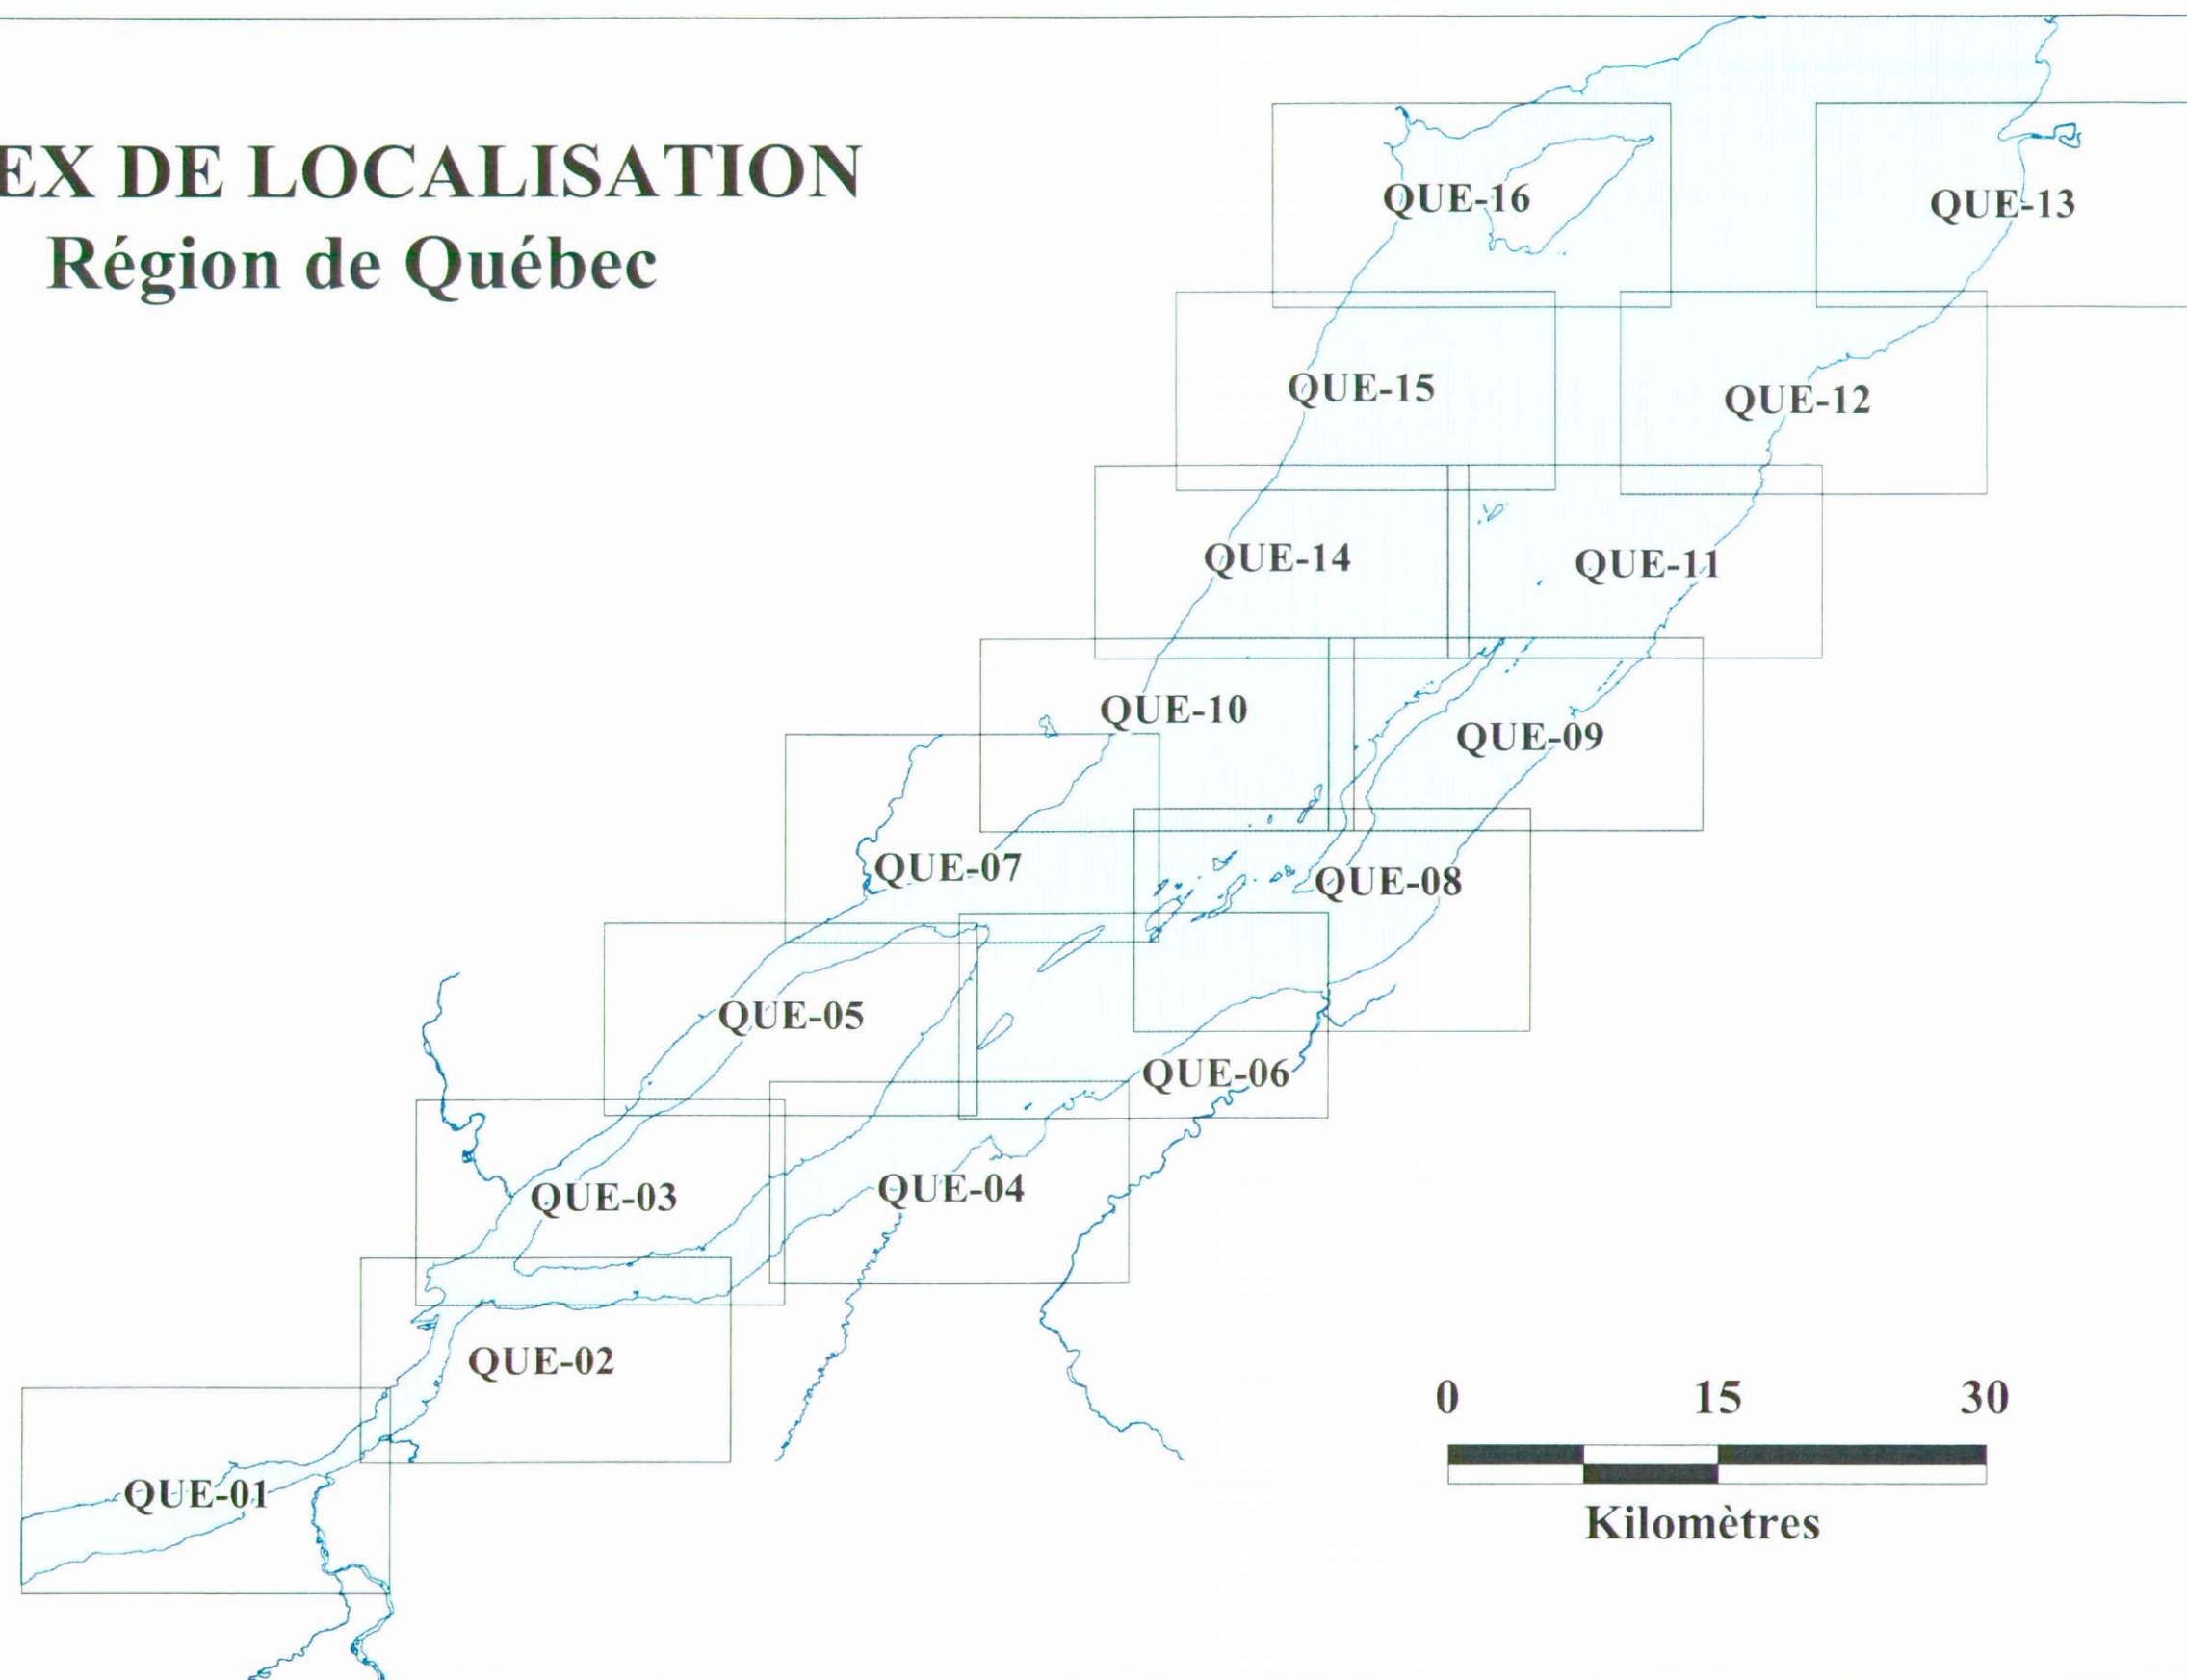 EX DE LOCALISATION
Région de Québec
QUE-16
QUE-13
QUE-15
QUE-12
QUE-14
QUE-11
QUE-10
QUE-09
QUE-07
QUE-08
QUE-05
QUE-06
QUE-03
QUE-04
QUE-02
QUE-01
0 15 30
Kilomètres